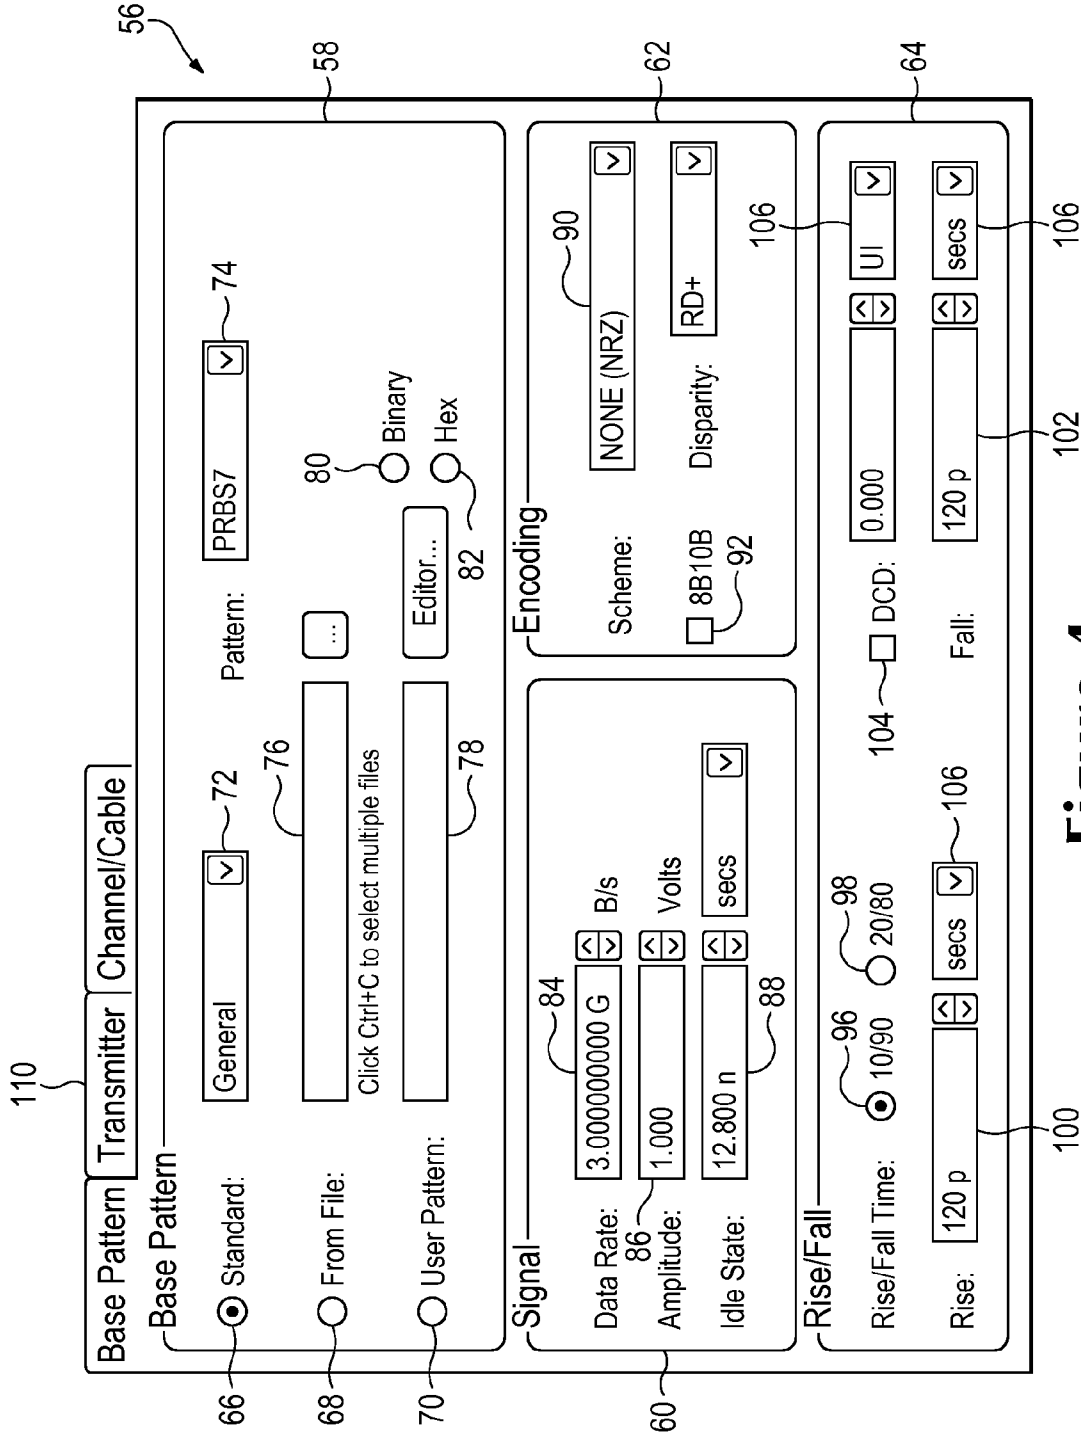 56
110
Base Pattern Transmitter Channel/Cable
Base Pattern
58
66 Standard: General 72 Pattern: PRBS7 74
68 From File: 76 ... 80 Binary
Click Ctrl+C to select multiple files
70 User Pattern: 78 Editor... 82 Hex
Signal
60
Data Rate: 3.000000000 G 84 B/s
Amplitude: 86 1.000 Volts
Idle State: 12.800 n 88 secs
Encoding
62
Scheme: NONE (NRZ) 90
8B10B 92 Disparity: RD+
Rise/Fall
64
Rise/Fall Time: 96 10/90 98 20/80 104 DCD: 0.000 UI 106
Rise: 120 p 100 secs 106 Fall: 120 p 102 secs 106